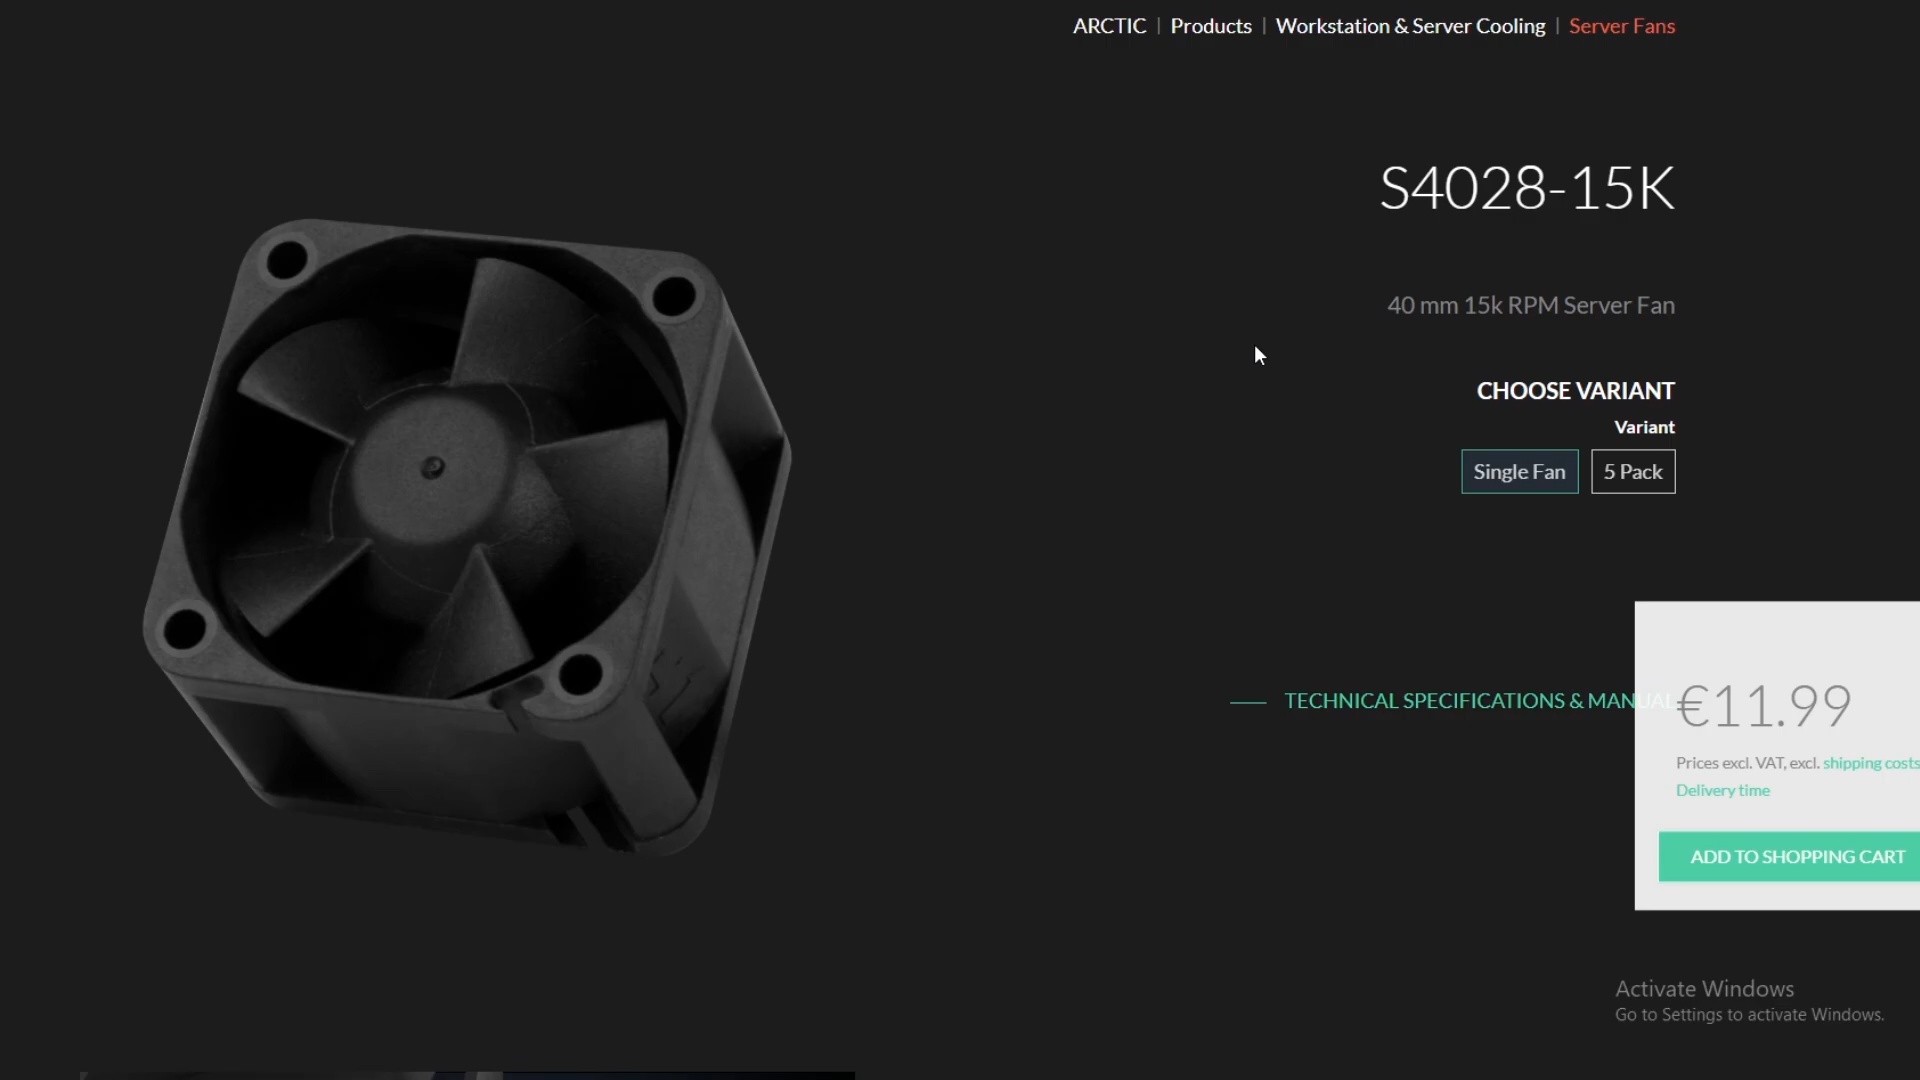 ARCTIC | Products | Workstation & Server Cooling | Server Fans
S4028-15K
40 mm 15k RPM Server Fan
CHOOSE VARIANT
Variant
Single Fan
5 Pack
TECHNICAL SPECIFICATIONS & MANUAL
€11.99
Prices excl. VAT, excl. shipping costs
Delivery time
ADD TO SHOPPING CART
Activate Windows
Go to Settings to activate Windows.